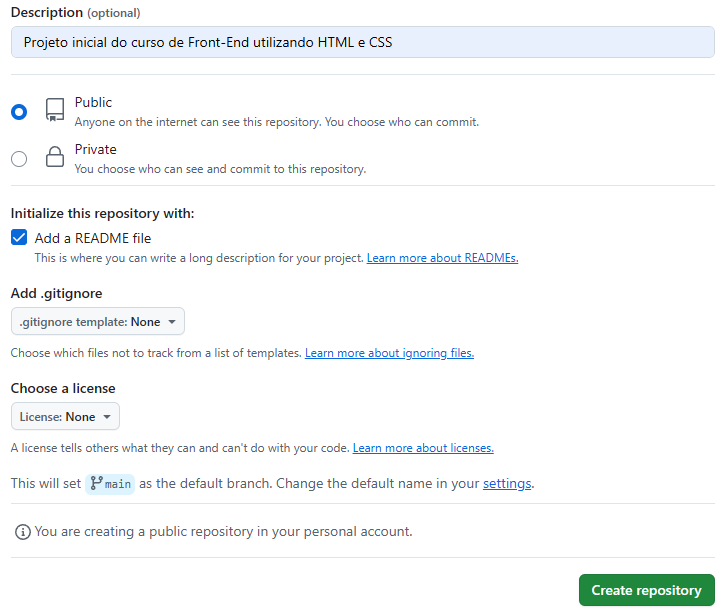 Description (optional)
Projeto inicial do curso de Front-End utilizando HTML e CSS
Public
Anyone on the internet can see this repository. You choose who can commit.
Private
You choose who can see and commit to this repository.
Initialize this repository with:
Add a README file
This is where you can write a long description for your project. Learn more about READMEs.
Add .gitignore
.gitignore template: None
Choose which files not to track from a list of templates. Learn more about ignoring files.
Choose a license
License: None
A license tells others what they can and can't do with your code. Learn more about licenses.
This will set main as the default branch. Change the default name in your settings.
You are creating a public repository in your personal account.
Create repository